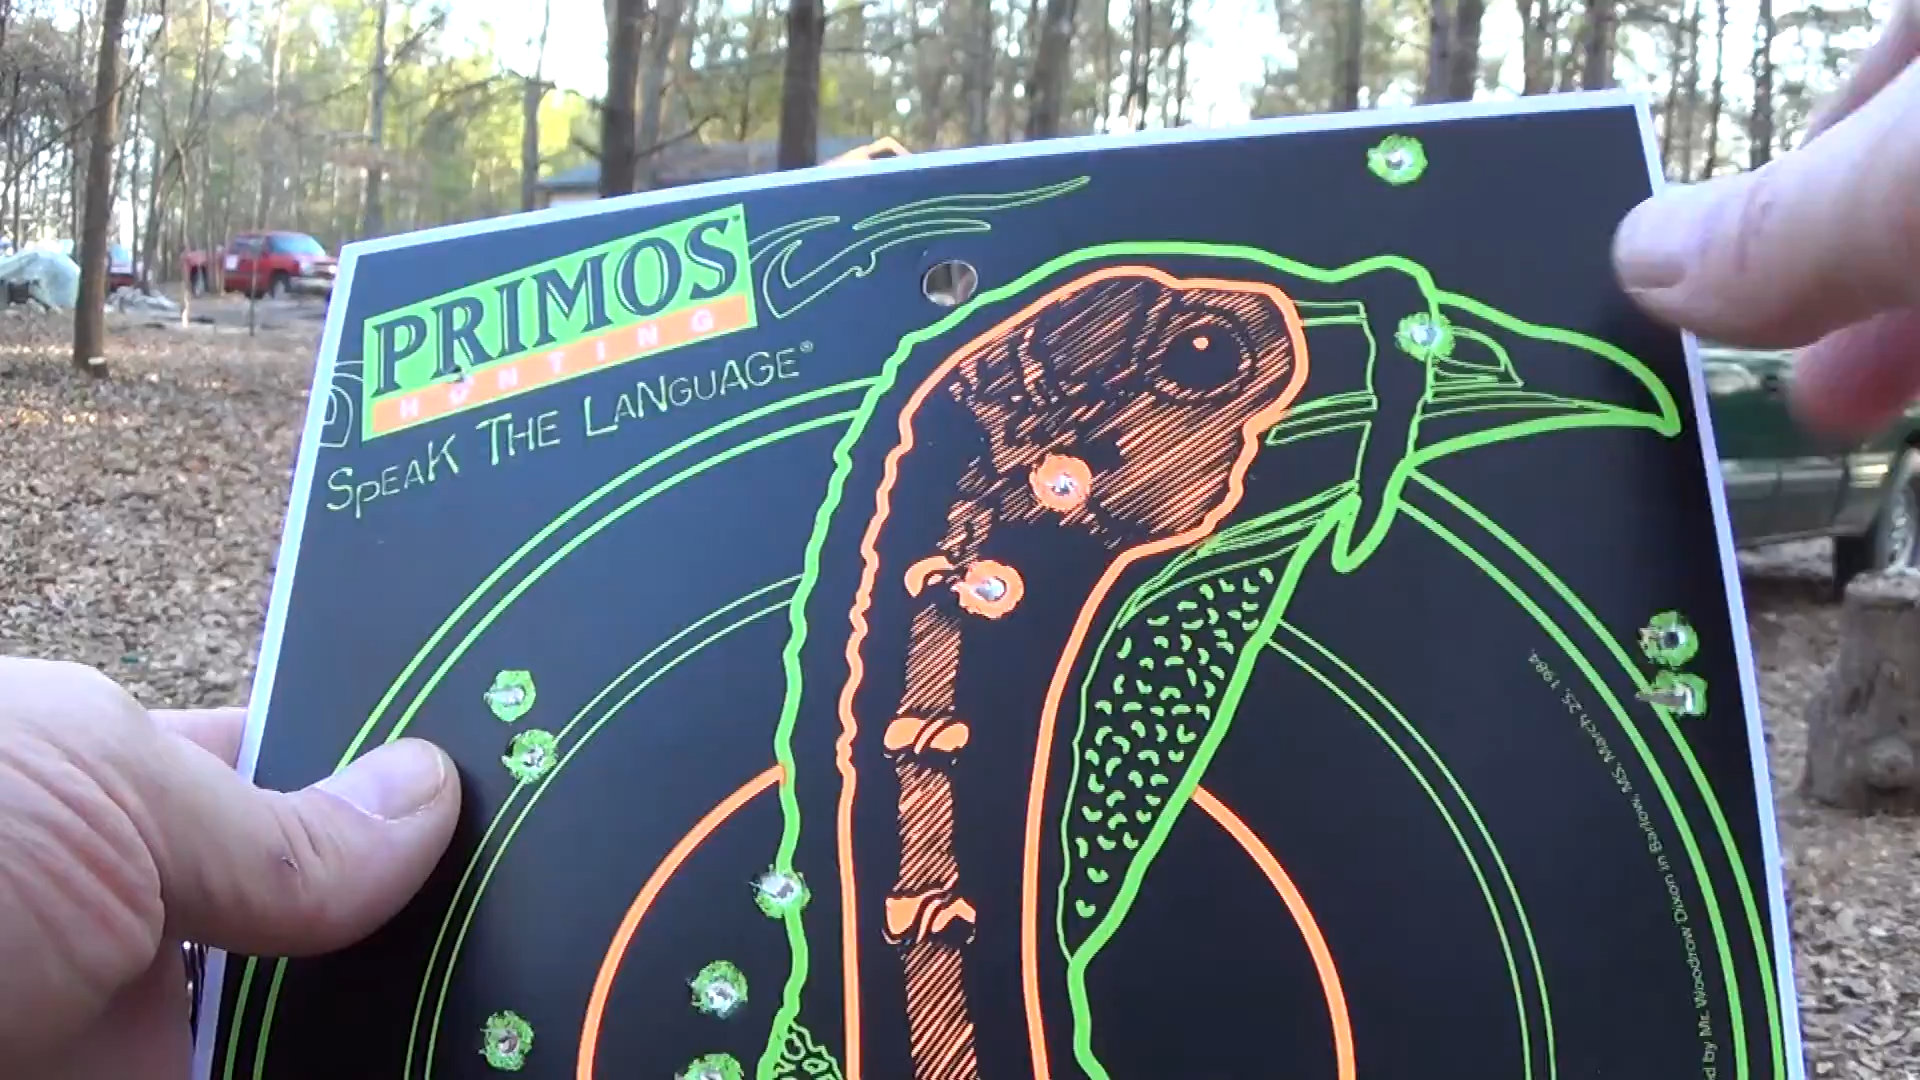 PRIMOS
HUNTING
SPEAK THE LANGUAGE®
d by Mr. Woodrow Dixon in Barlow, MS, March 25, 1984.